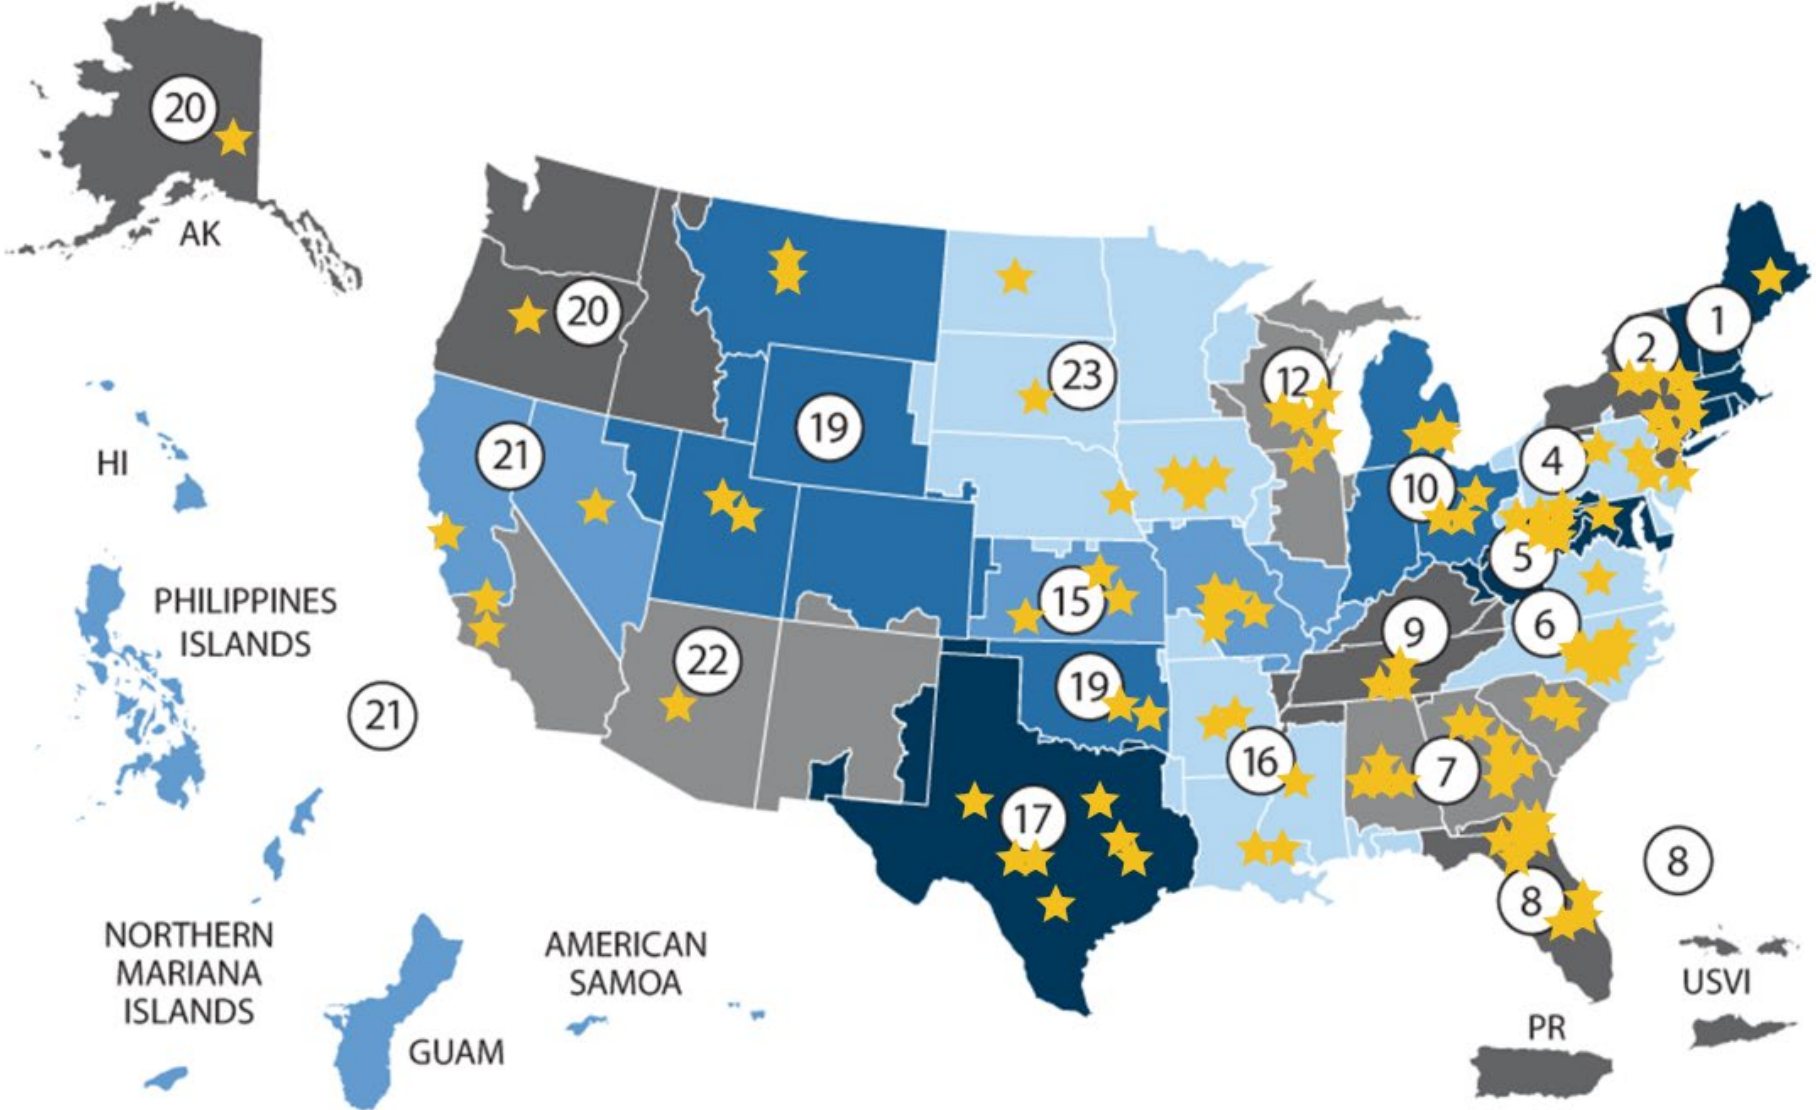 20
AK
1
2
20
23
12
19
HI
21
4
10
5
15
PHILIPPINES
ISLANDS
6
9
22
19
21
16
7
17
8
8
NORTHERN
MARIANA
ISLANDS
AMERICAN
SAMOA
USVI
PR
GUAM